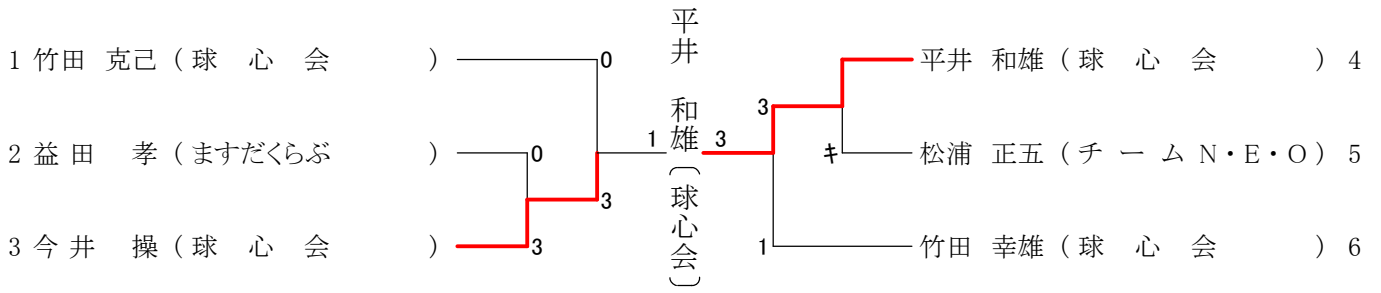 1 竹田 克己 ( 球 心 会 ) 0
2 益田 孝 ( ますだくらぶ ) 0
3 今井 操 ( 球 心 会 ) 3
3
1
平井 和雄 (球心会)
3
平井 和雄 ( 球 心 会 ) 4
3
キ 松浦 正五 ( チーム N・E・O ) 5
1 竹田 幸雄 ( 球 心 会 ) 6